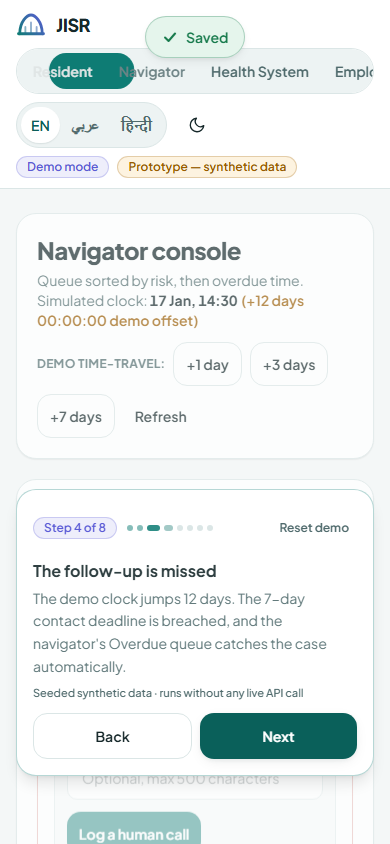 JISR
Saved
Resident
Navigator
Health System
Emplo
EN
عربي
हिन्दी
Demo mode
Prototype — synthetic data
Navigator console
Queue sorted by risk, then overdue time.
Simulated clock: 17 Jan, 14:30 (+12 days
00:00:00 demo offset)
DEMO TIME-TRAVEL:
+1 day
+3 days
+7 days
Refresh
Step 4 of 8
Reset demo
The follow-up is missed
The demo clock jumps 12 days. The 7-day
contact deadline is breached, and the
navigator's Overdue queue catches the case
automatically.
Seeded synthetic data · runs without any live API call
Back
Next
Optional, max 500 characters
Log a human call